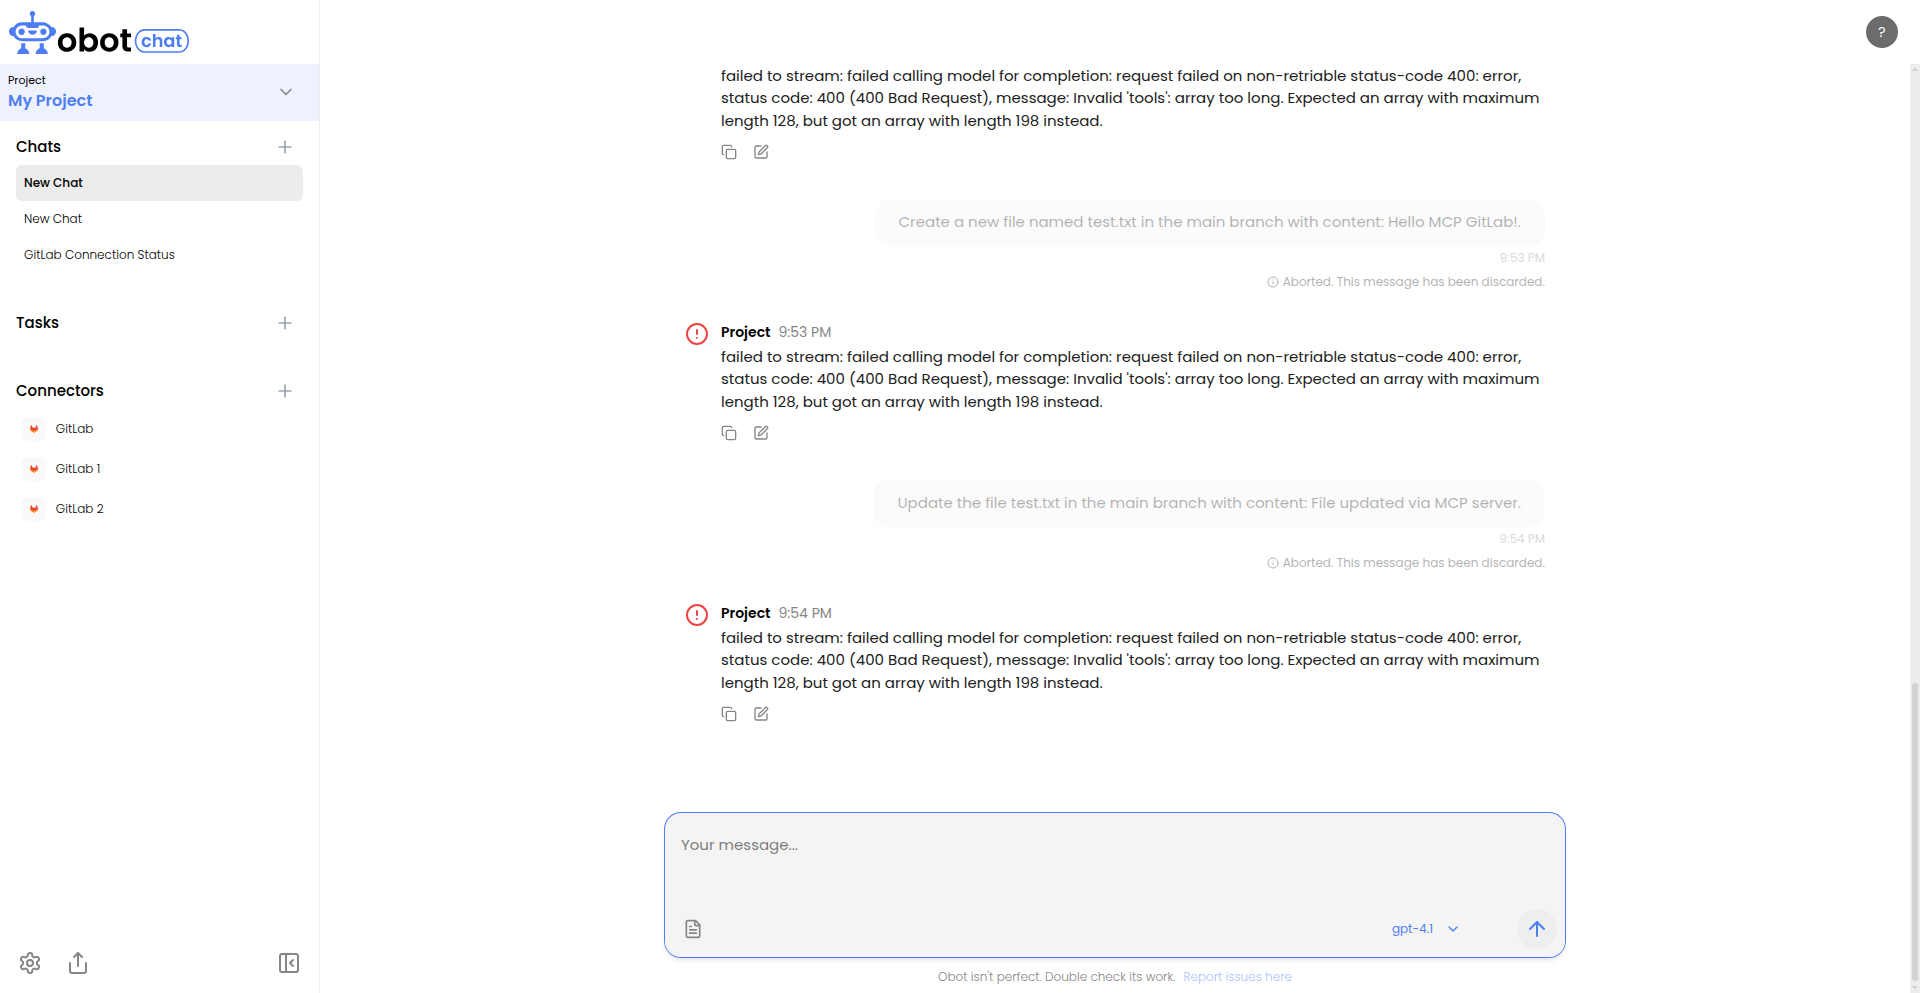 obot chat
?
Project
My Project
Chats
New Chat
New Chat
GitLab Connection Status
Tasks
Connectors
GitLab
GitLab 1
GitLab 2
failed to stream: failed calling model for completion: request failed on non-retriable status-code 400: error,
status code: 400 (400 Bad Request), message: Invalid 'tools': array too long. Expected an array with maximum
length 128, but got an array with length 198 instead.
Create a new file named test.txt in the main branch with content: Hello MCP GitLab!.
9:53 PM
Aborted. This message has been discarded.
Project 9:53 PM
failed to stream: failed calling model for completion: request failed on non-retriable status-code 400: error,
status code: 400 (400 Bad Request), message: Invalid 'tools': array too long. Expected an array with maximum
length 128, but got an array with length 198 instead.
Update the file test.txt in the main branch with content: File updated via MCP server.
9:54 PM
Aborted. This message has been discarded.
Project 9:54 PM
failed to stream: failed calling model for completion: request failed on non-retriable status-code 400: error,
status code: 400 (400 Bad Request), message: Invalid 'tools': array too long. Expected an array with maximum
length 128, but got an array with length 198 instead.
Your message...
gpt-4.1
Obot isn't perfect. Double check its work. Report issues here